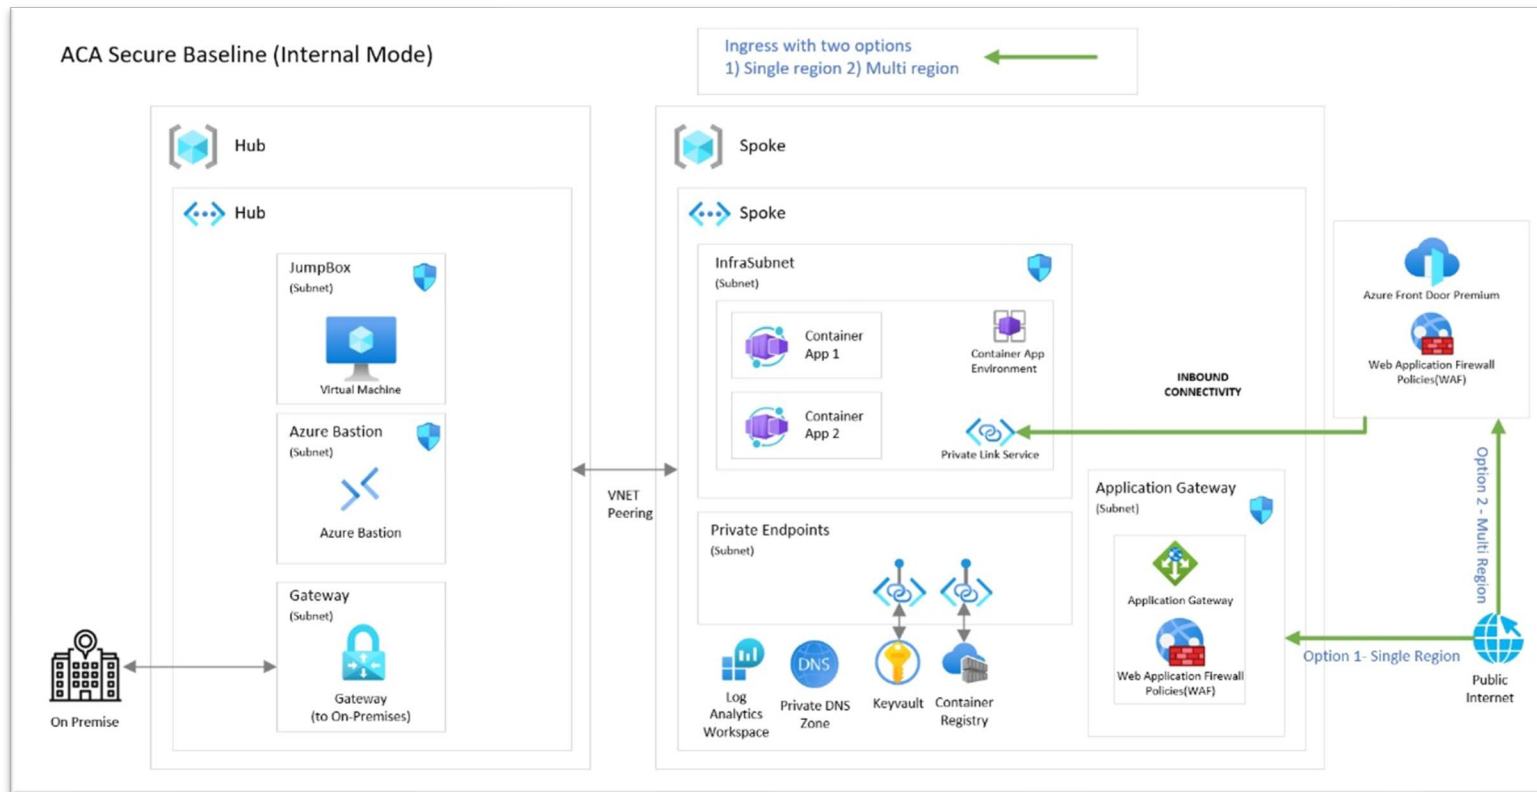 ACA Secure Baseline (Internal Mode)
Ingress with two options
1) Single region 2) Multi region
Hub
Hub
JumpBox
(Subnet)
Virtual Machine
Azure Bastion
(Subnet)
Azure Bastion
Gateway
(Subnet)
Gateway
(to On-Premises)
On Premise
VNET
Peering
Spoke
Spoke
InfraSubnet
(Subnet)
Container
App 1
Container App
Environment
Container
App 2
Private Link Service
Private Endpoints
(Subnet)
Log
Analytics
Workspace
DNS
Private DNS
Zone
Keyvault
Container
Registry
INBOUND
CONNECTIVITY
Application Gateway
(Subnet)
Application Gateway
Web Application Firewall
Policies(WAF)
Azure Front Door Premium
Web Application Firewall
Policies(WAF)
Option 2 - Multi Region
Option 1- Single Region
Public
Internet